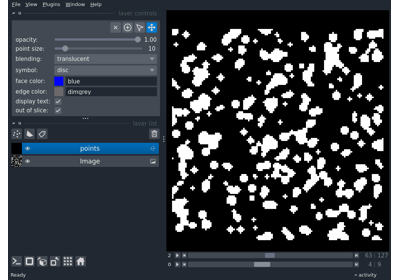 File View Plugins Window Help
layer controls
opacity: 1.00
point size: 10
blending: translucent
symbol: disc
face color: blue
edge color: dimgrey
display text:
out of slice:
layer list
points
Image
2 63 127
0 4 9
Ready activity